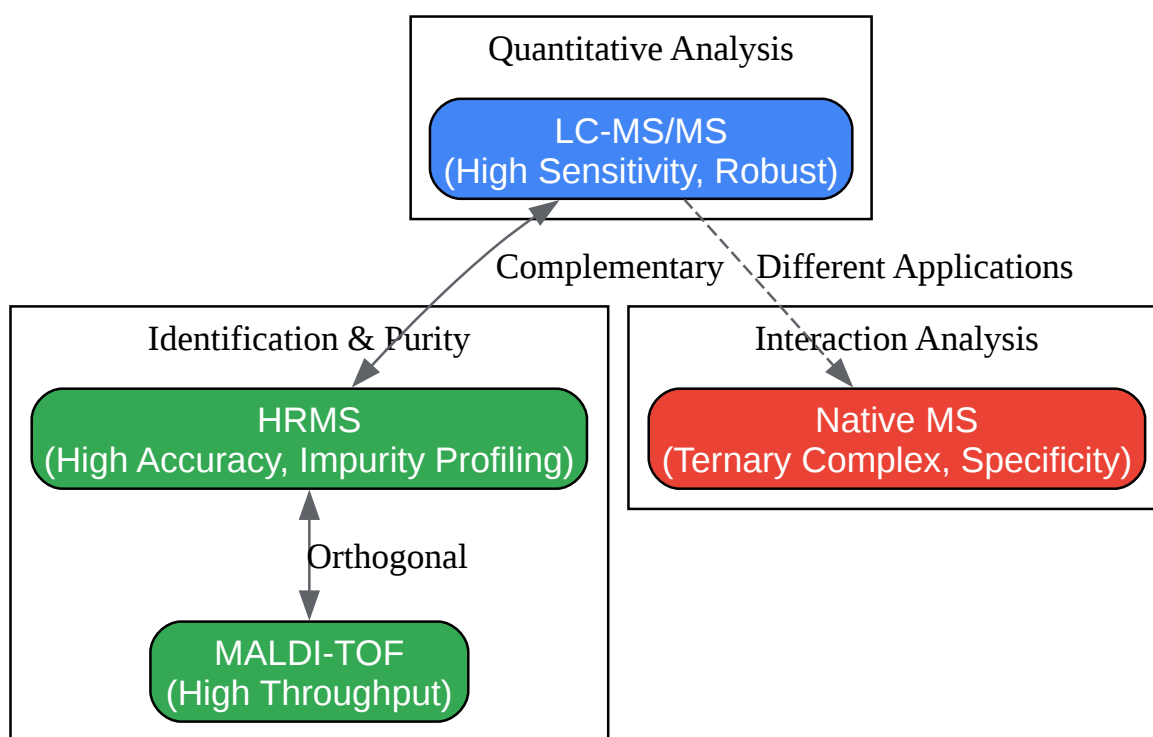 Quantitative Analysis
LC-MS/MS
(High Sensitivity, Robust)
Complementary
Different Applications
Identification & Purity
HRMS
(High Accuracy, Impurity Profiling)
Orthogonal
MALDI-TOF
(High Throughput)
Interaction Analysis
Native MS
(Ternary Complex, Specificity)